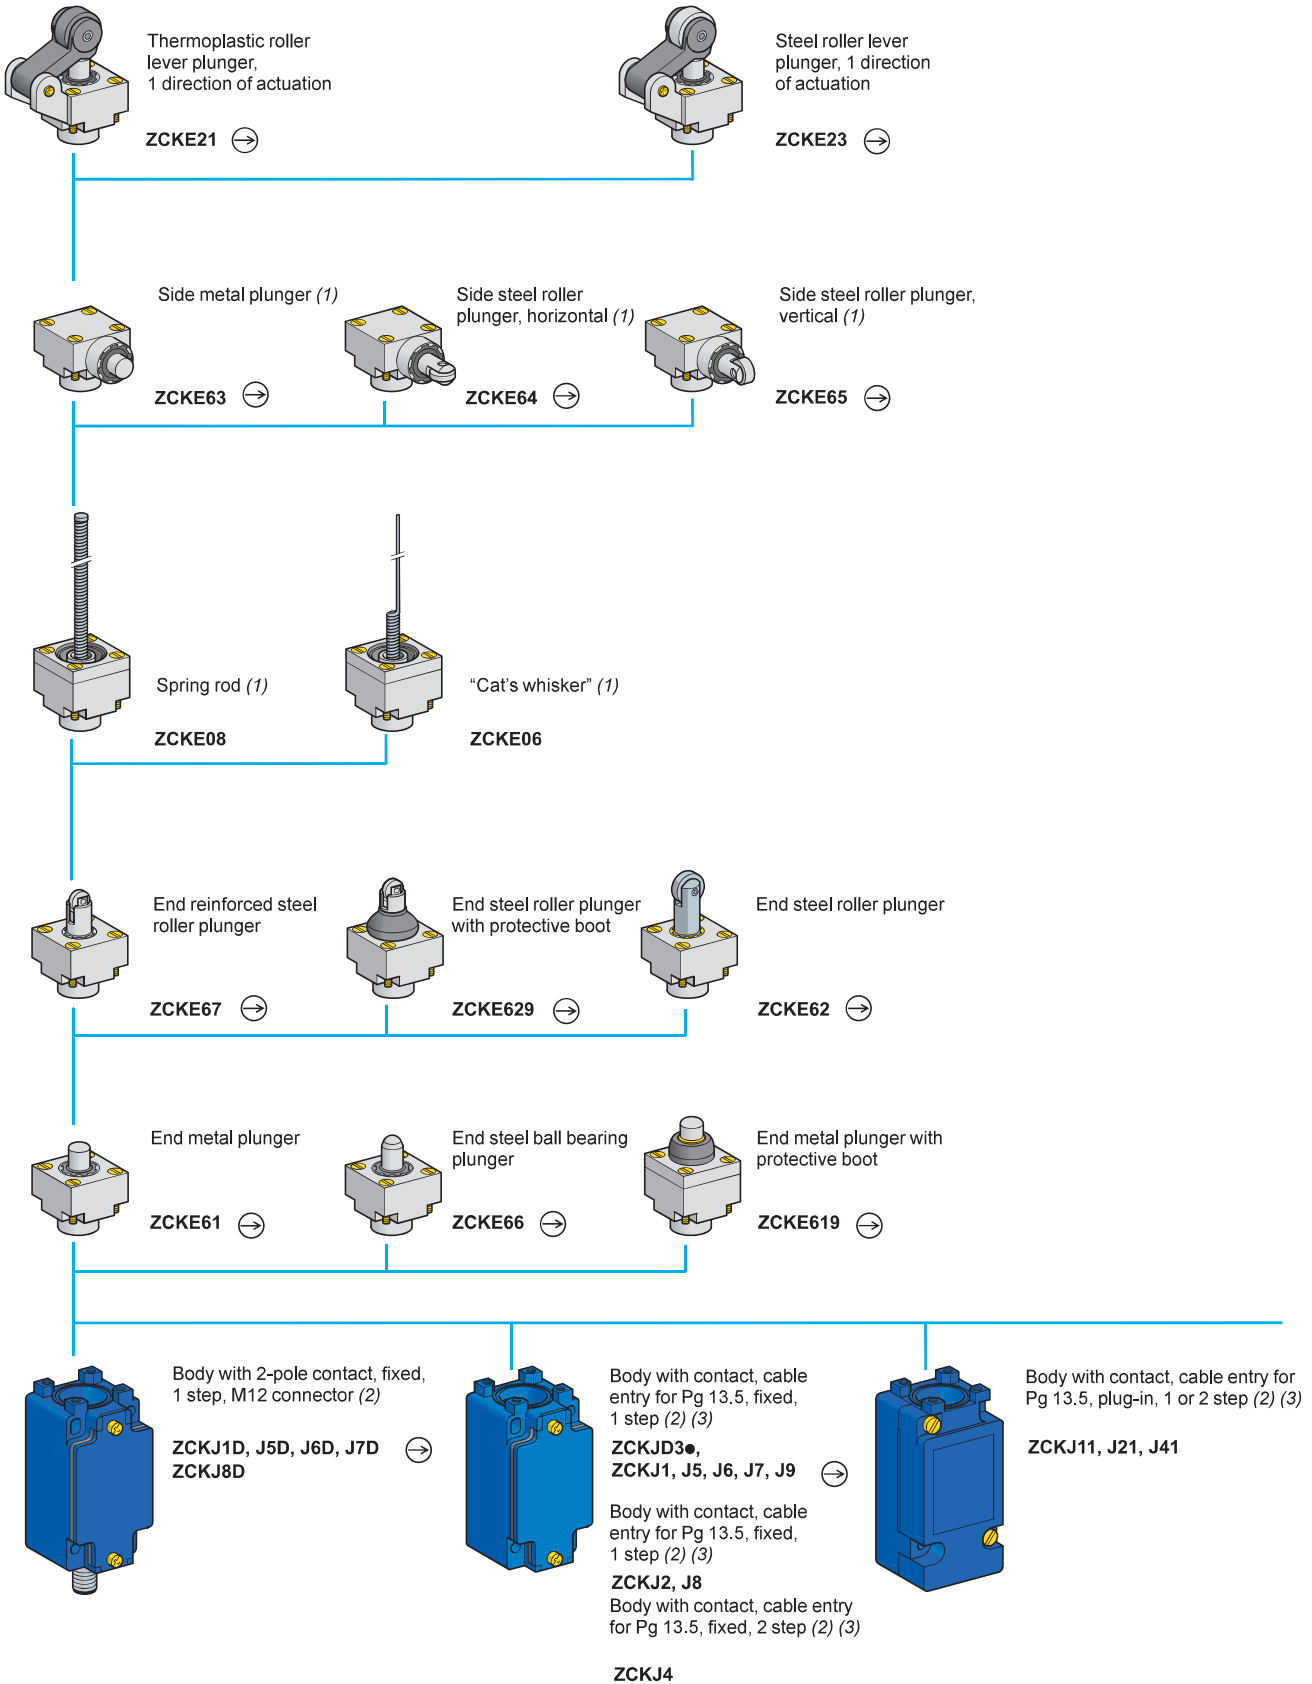 Thermoplastic roller
lever plunger,
1 direction of actuation
ZCKE21
Steel roller lever
plunger, 1 direction
of actuation
ZCKE23
Side metal plunger (1)
ZCKE63
Side steel roller
plunger, horizontal (1)
ZCKE64
Side steel roller plunger,
vertical (1)
ZCKE65
Spring rod (1)
ZCKE08
“Cat’s whisker” (1)
ZCKE06
End reinforced steel
roller plunger
ZCKE67
End steel roller plunger
with protective boot
ZCKE629
End steel roller plunger
ZCKE62
End metal plunger
ZCKE61
End steel ball bearing
plunger
ZCKE66
End metal plunger with
protective boot
ZCKE619
Body with 2-pole contact, fixed,
1 step, M12 connector (2)
ZCKJ1D, J5D, J6D, J7D
ZCKJ8D
Body with contact, cable
entry for Pg 13.5, fixed,
1 step (2) (3)
ZCKJD3●,
ZCKJ1, J5, J6, J7, J9
Body with contact, cable
entry for Pg 13.5, fixed,
1 step (2) (3)
ZCKJ2, J8
Body with contact, cable entry
for Pg 13.5, fixed, 2 step (2) (3)
ZCKJ4
Body with contact, cable entry for
Pg 13.5, plug-in, 1 or 2 step (2) (3)
ZCKJ11, J21, J41